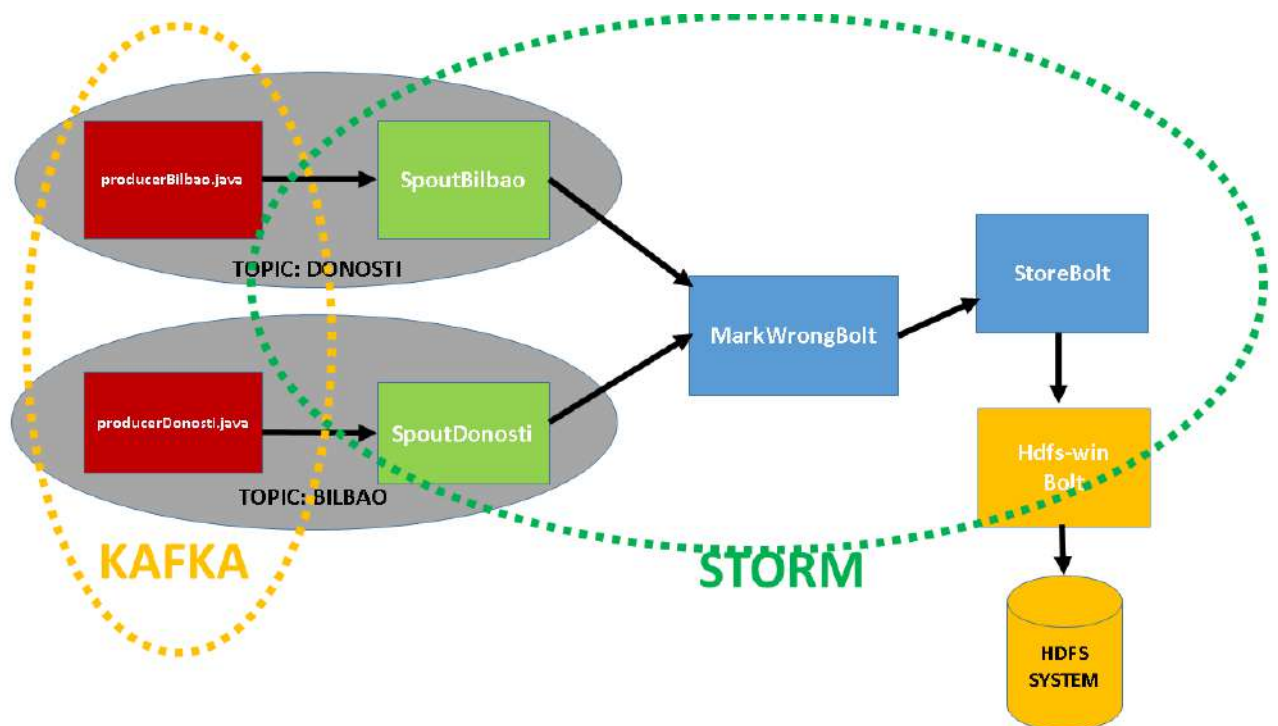 producerBilbao.java
SpoutBilbao
TOPIC: DONOSTI
StoreBolt
MarkWrongBolt
producerDonosti.java
SpoutDonosti
Hdfs-win
Bolt
TOPIC: BILBAO
KAFKA
STORM
HDFS
SYSTEM